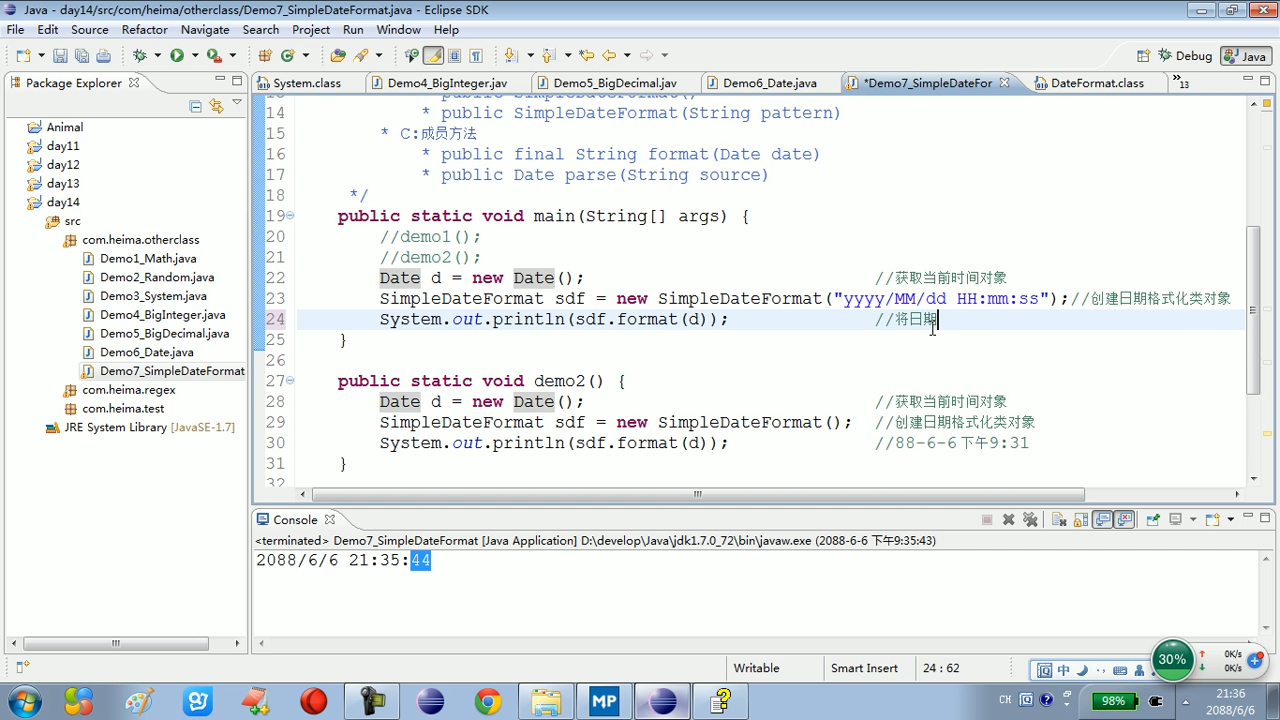 Java - day14/src/com/heima/otherclass/Demo7_SimpleDateFormat.java - Eclipse SDK
File Edit Source Refactor Navigate Search Project Run Window Help
Debug Java
Package Explorer
System.class Demo4_BigInteger.jav Demo5_BigDecimal.jav Demo6_Date.java *Demo7_SimpleDateFor DateFormat.class »13
Animal
day11
day12
day13
day14
src
com.heima.otherclass
Demo1_Math.java
Demo2_Random.java
Demo3_System.java
Demo4_BigInteger.java
Demo5_BigDecimal.java
Demo6_Date.java
Demo7_SimpleDateFormat
com.heima.regex
com.heima.test
JRE System Library [JavaSE-1.7]
14 * public SimpleDateFormat(String pattern)
15 * C:成员方法
16 * public final String format(Date date)
17 * public Date parse(String source)
18 */
19 public static void main(String[] args) {
20 //demo1();
21 //demo2();
22 Date d = new Date(); //获取当前时间对象
23 SimpleDateFormat sdf = new SimpleDateFormat("yyyy/MM/dd HH:mm:ss");//创建日期格式化类对象
24 System.out.println(sdf.format(d)); //将日期
25 }
26
27 public static void demo2() {
28 Date d = new Date(); //获取当前时间对象
29 SimpleDateFormat sdf = new SimpleDateFormat(); //创建日期格式化类对象
30 System.out.println(sdf.format(d)); //88-6-6 下午9:31
31 }
32
Console
<terminated> Demo7_SimpleDateFormat [Java Application] D:\develop\Java\jdk1.7.0_72\bin\javaw.exe (2088-6-6 下午9:35:43)
2088/6/6 21:35:44
Writable Smart Insert 24 : 62
中
30% 0K/s
0K/s
MP
CH 98% 21:36
2088/6/6